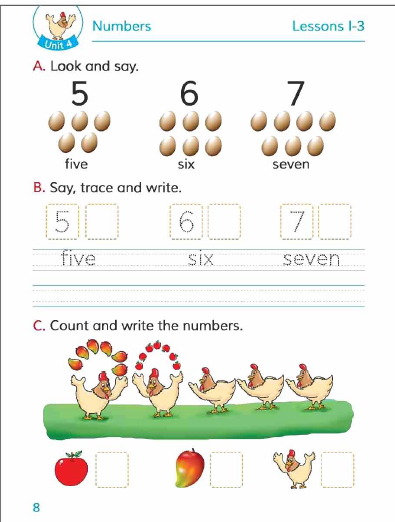 Unit 4
Numbers Lessons 1-3
A. Look and say.
5 6 7
five six seven
B. Say, trace and write.
5 6 7
five six seven
C. Count and write the numbers.
8